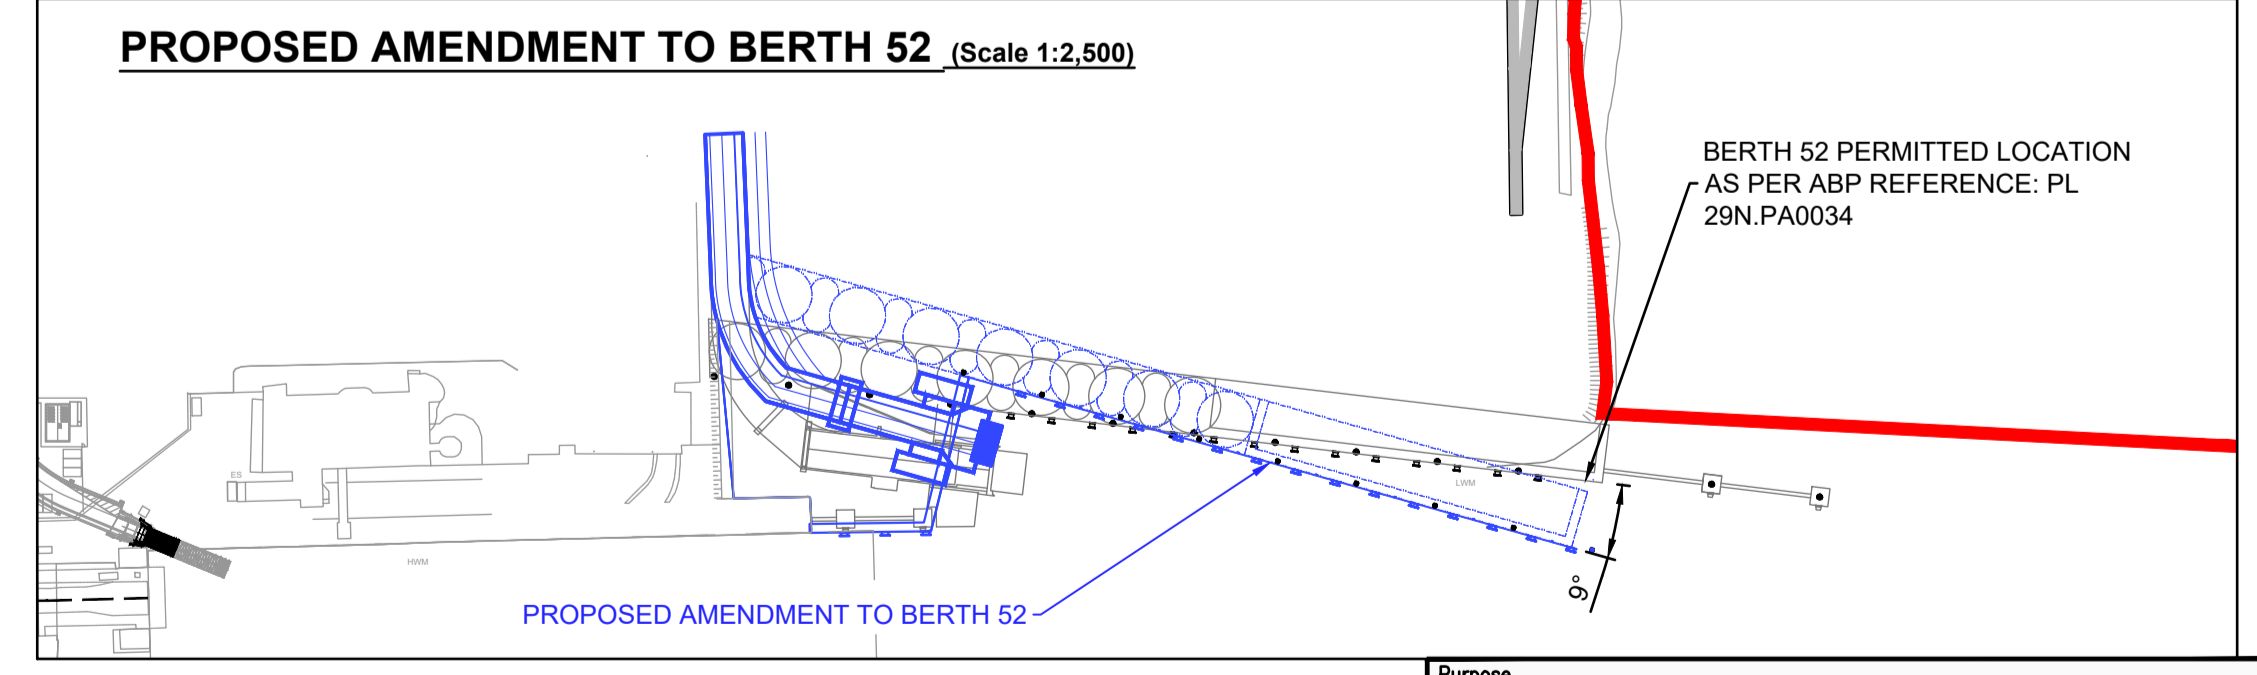 PROPOSED AMENDMENT TO BERTH 52 (Scale 1:2,500)
BERTH 52 PERMITTED LOCATION
AS PER ABP REFERENCE: PL
29N.PA0034
ES
LWM
HWM
9°
PROPOSED AMENDMENT TO BERTH 52
Purpose